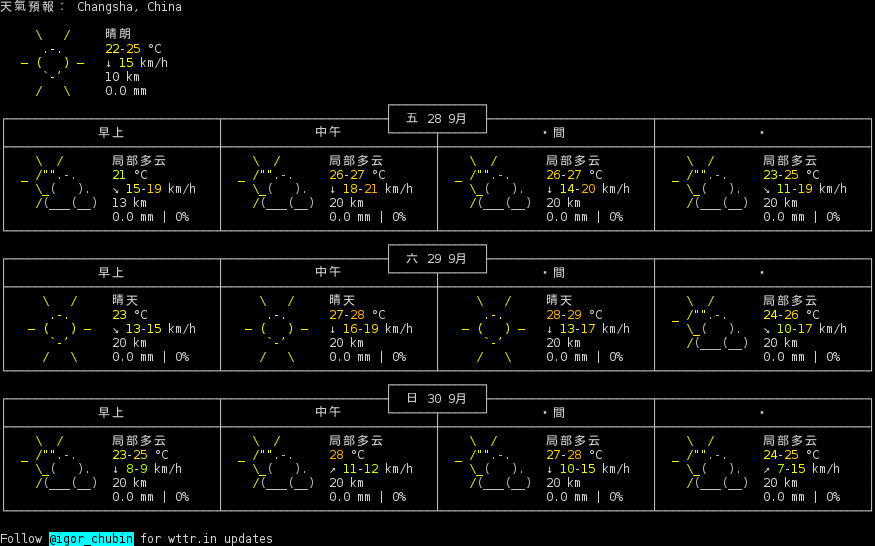 天氣預報： Changsha, China
晴朗
22-25 °C
↓ 15 km/h
10 km
0.0 mm
五 28 9月
早上 中午 ・間 ・
局部多云 局部多云 局部多云 局部多云
21 °C 26-27 °C 26-27 °C 23-25 °C
↘ 15-19 km/h ↓ 18-21 km/h ↓ 14-20 km/h ↘ 11-19 km/h
13 km 20 km 20 km 20 km
0.0 mm | 0% 0.0 mm | 0% 0.0 mm | 0% 0.0 mm | 0%
六 29 9月
早上 中午 ・間 ・
晴天 晴天 晴天 局部多云
23 °C 27-28 °C 28-29 °C 24-26 °C
↘ 13-15 km/h ↓ 16-19 km/h ↓ 13-17 km/h ↘ 10-17 km/h
20 km 20 km 20 km 20 km
0.0 mm | 0% 0.0 mm | 0% 0.0 mm | 0% 0.0 mm | 0%
日 30 9月
早上 中午 ・間 ・
局部多云 局部多云 局部多云 局部多云
23-25 °C 28 °C 27-28 °C 24-25 °C
↓ 8-9 km/h ↗ 11-12 km/h ↓ 10-15 km/h ↗ 7-15 km/h
20 km 20 km 20 km 20 km
0.0 mm | 0% 0.0 mm | 0% 0.0 mm | 0% 0.0 mm | 0%
Follow @igor_chubin for wttr.in updates